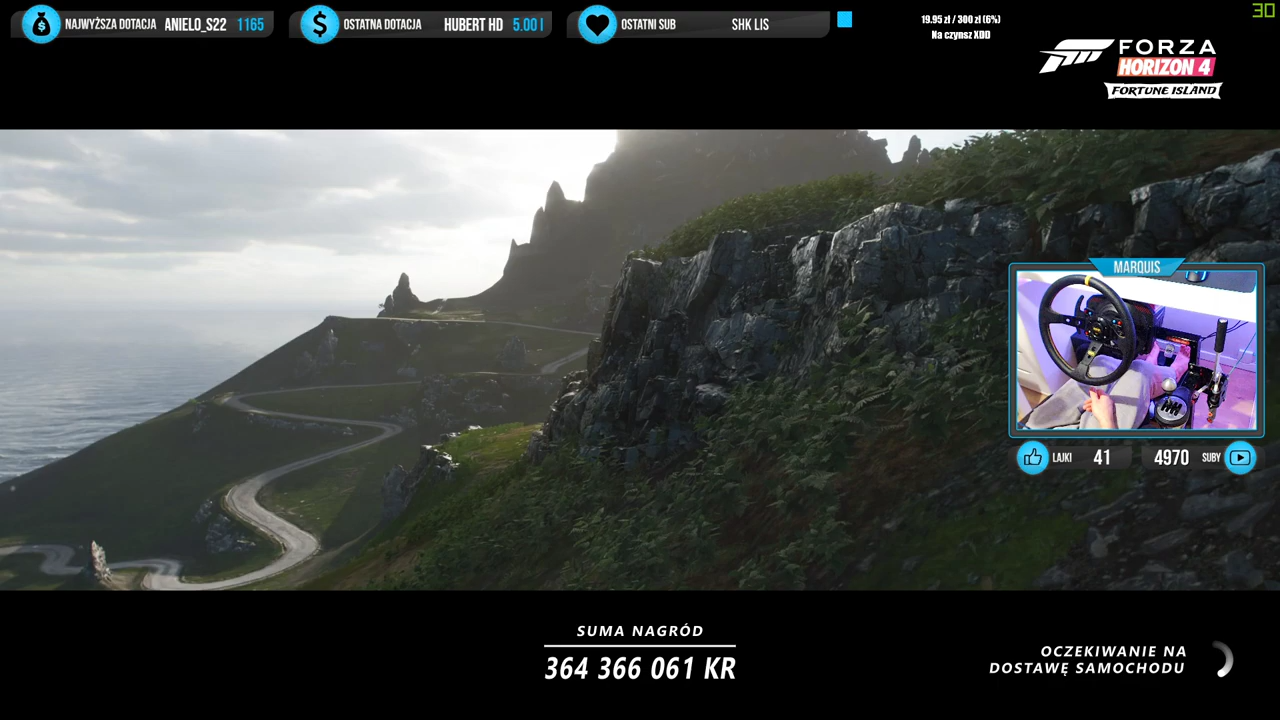 NAJWYŻSZA DOTACJA ANIELO_S22 1165
OSTATNA DOTACJA HUBERT HD 5.00 I
OSTATNI SUB SHK LIS
19.95 zł / 300 zł (6%)
Na czynsz XDD
30
FORZA
HORIZON 4
FORTUNE ISLAND
MARQUIS
LAJKI 41
4970 SUBY
SUMA NAGRÓD
364 366 061 KR
OCZEKIWANIE NA
DOSTAWĘ SAMOCHODU